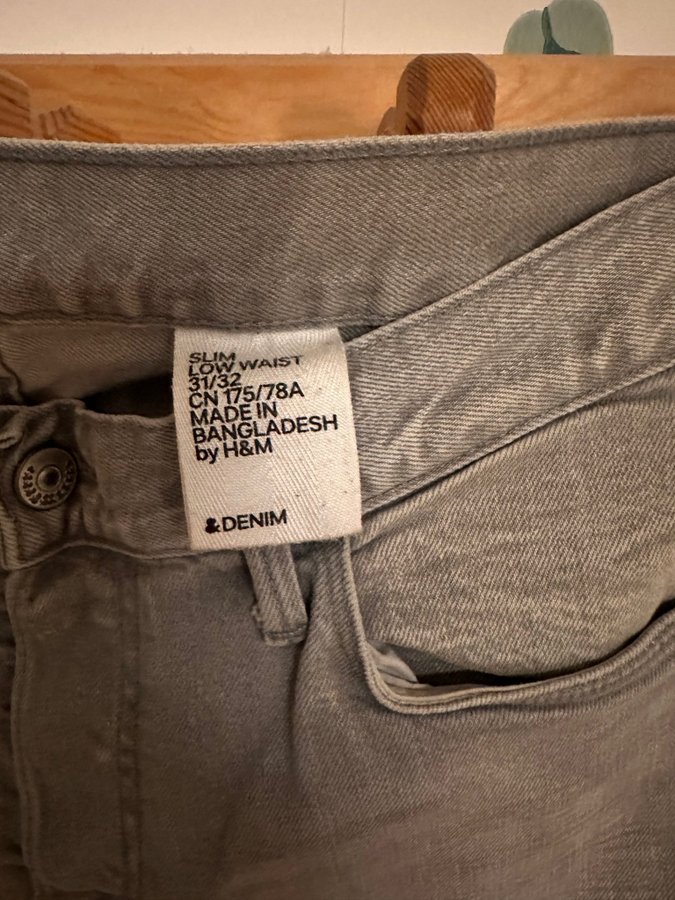 SLIM
LOW WAIST
31/32
CN 175/78A
MADE IN
BANGLADESH
by H&M
&DENIM